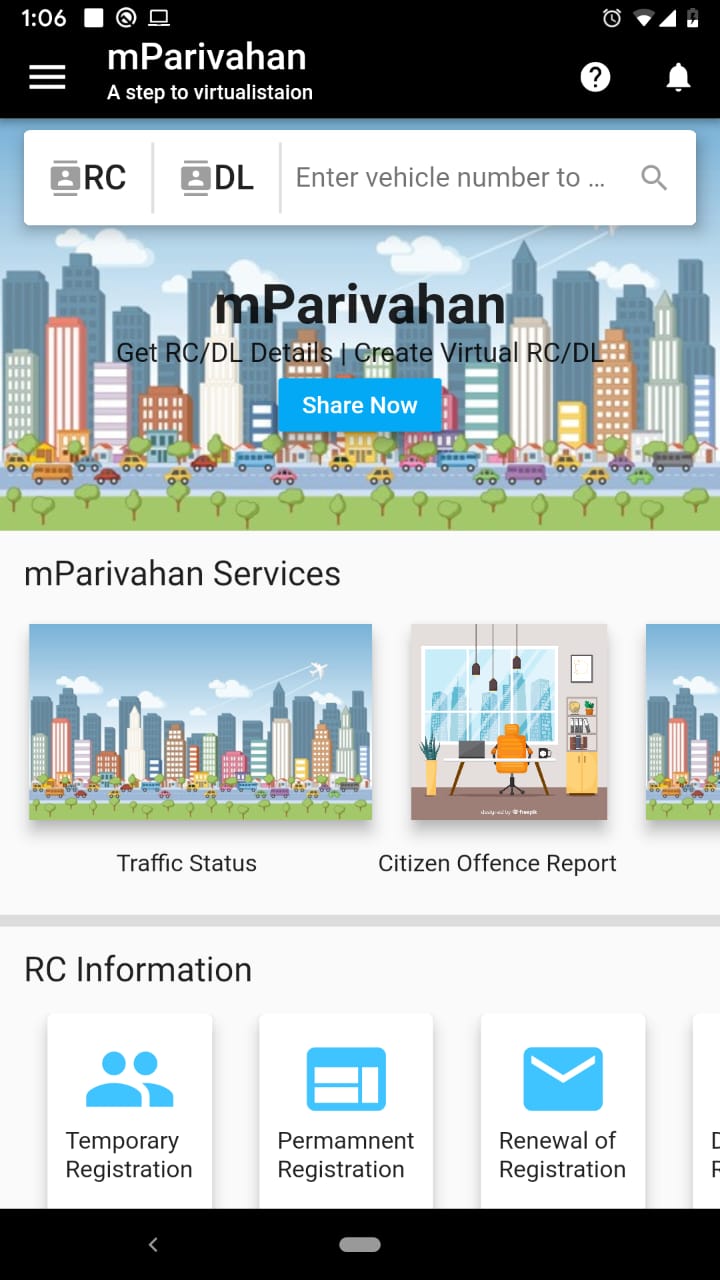 1:06
mParivahan
A step to virtualistaion
RC
DL
Enter vehicle number to ...
mParivahan
Get RC/DL Details | Create Virtual RC/DL
Share Now
mParivahan Services
designed by freepik
Traffic Status
Citizen Offence Report
RC Information
Temporary
Registration
Permamnent
Registration
Renewal of
Registration